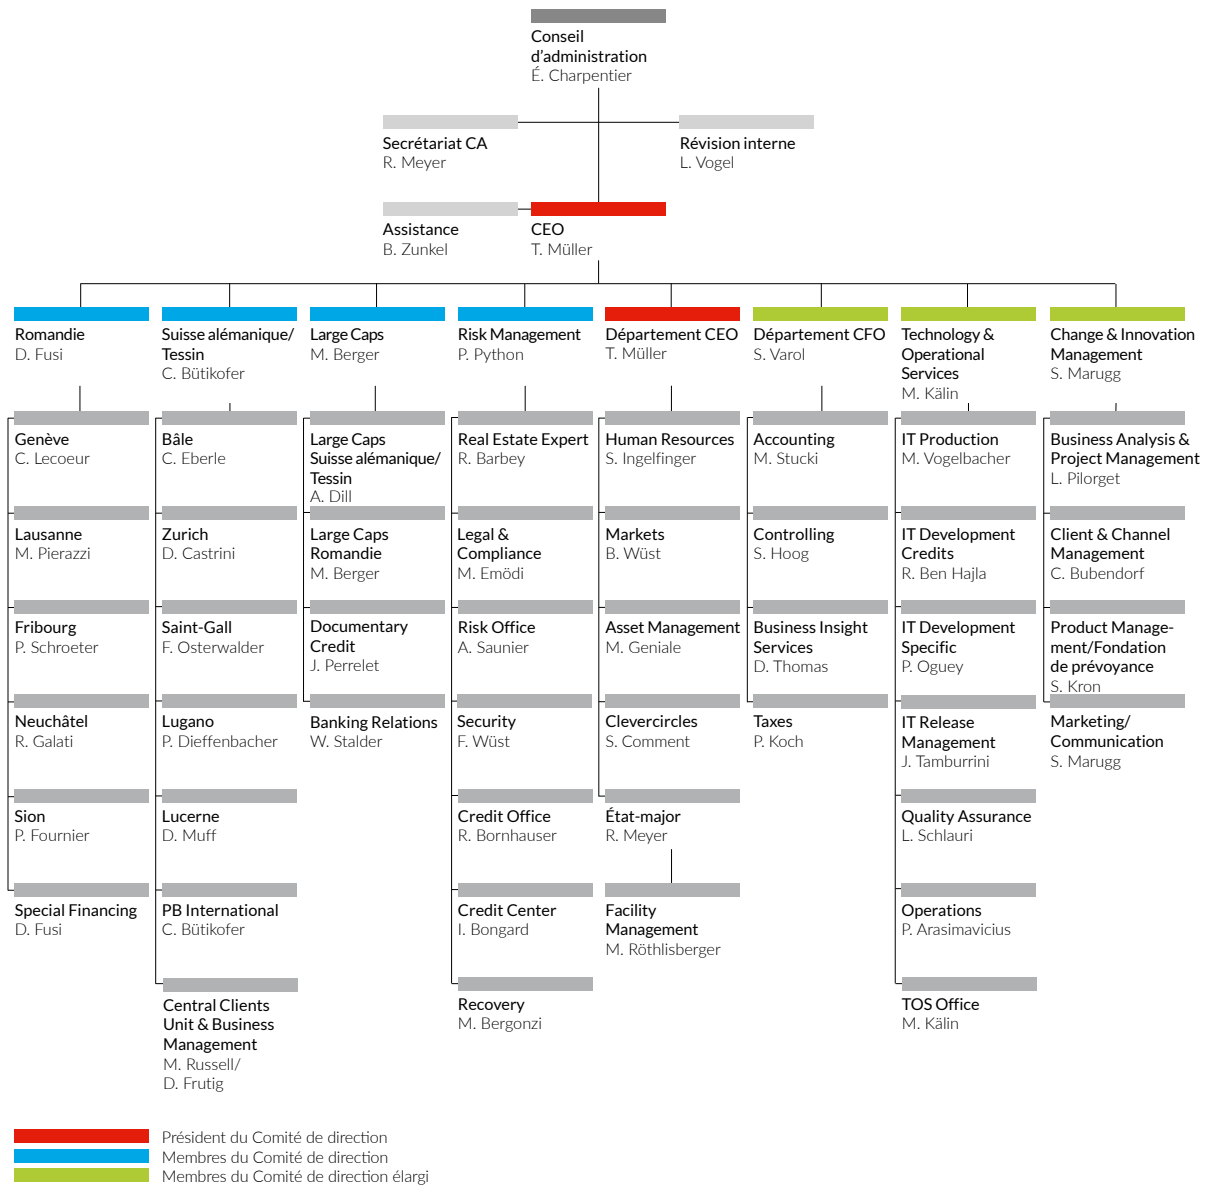 Conseil
d’administration
É. Charpentier
Secrétariat CA
R. Meyer
Révision interne
L. Vogel
Assistance
B. Zunkel
CEO
T. Müller
Romandie
D. Fusi
Suisse alémanique/
Tessin
C. Bütikofer
Large Caps
M. Berger
Risk Management
P. Python
Département CEO
T. Müller
Département CFO
S. Varol
Technology &
Operational
Services
M. Kälin
Change & Innovation
Management
S. Marugg
Genève
C. Lecoeur
Lausanne
M. Pierazzi
Fribourg
P. Schroeter
Neuchâtel
R. Galati
Sion
P. Fournier
Special Financing
D. Fusi
Bâle
C. Eberle
Zurich
D. Castrini
Saint-Gall
F. Osterwalder
Lugano
P. Dieffenbacher
Lucerne
D. Muff
PB International
C. Bütikofer
Central Clients
Unit & Business
Management
M. Russell/
D. Frutig
Large Caps
Suisse alémanique/
Tessin
A. Dill
Large Caps
Romandie
M. Berger
Documentary
Credit
J. Perrelet
Banking Relations
W. Stalder
Real Estate Expert
R. Barbey
Legal &
Compliance
M. Emödi
Risk Office
A. Saunier
Security
F. Wüst
Credit Office
R. Bornhauser
Credit Center
I. Bongard
Recovery
M. Bergonzi
Human Resources
S. Ingelfinger
Markets
B. Wüst
Asset Management
M. Geniale
Clevercircles
S. Comment
État-major
R. Meyer
Facility
Management
M. Röthlisberger
Accounting
M. Stucki
Controlling
S. Hoog
Business Insight
Services
D. Thomas
Taxes
P. Koch
IT Production
M. Vogelbacher
IT Development
Credits
R. Ben Hajla
IT Development
Specific
P. Oguey
IT Release
Management
J. Tamburrini
Quality Assurance
L. Schlauri
Operations
P. Arasimavicius
TOS Office
M. Kälin
Business Analysis &
Project Management
L. Pilorget
Client & Channel
Management
C. Bubendorf
Product Manage-
ment/Fondation
de prévoyance
S. Kron
Marketing/
Communication
S. Marugg
Président du Comité de direction
Membres du Comité de direction
Membres du Comité de direction élargi